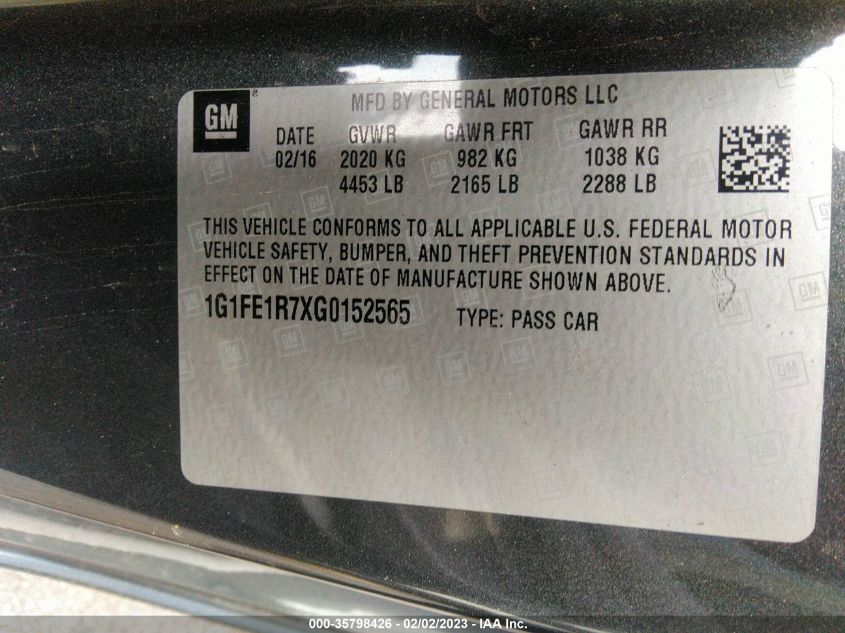 GM
MFD BY GENERAL MOTORS LLC
DATE GVWR GAWR FRT GAWR RR
02/16 2020 KG 982 KG 1038 KG
4453 LB 2165 LB 2288 LB
THIS VEHICLE CONFORMS TO ALL APPLICABLE U.S. FEDERAL MOTOR
VEHICLE SAFETY, BUMPER, AND THEFT PREVENTION STANDARDS IN
EFFECT ON THE DATE OF MANUFACTURE SHOWN ABOVE.
1G1FE1R7XG0152565 TYPE: PASS CAR
000-35798426 - 02/02/2023 - IAA Inc.